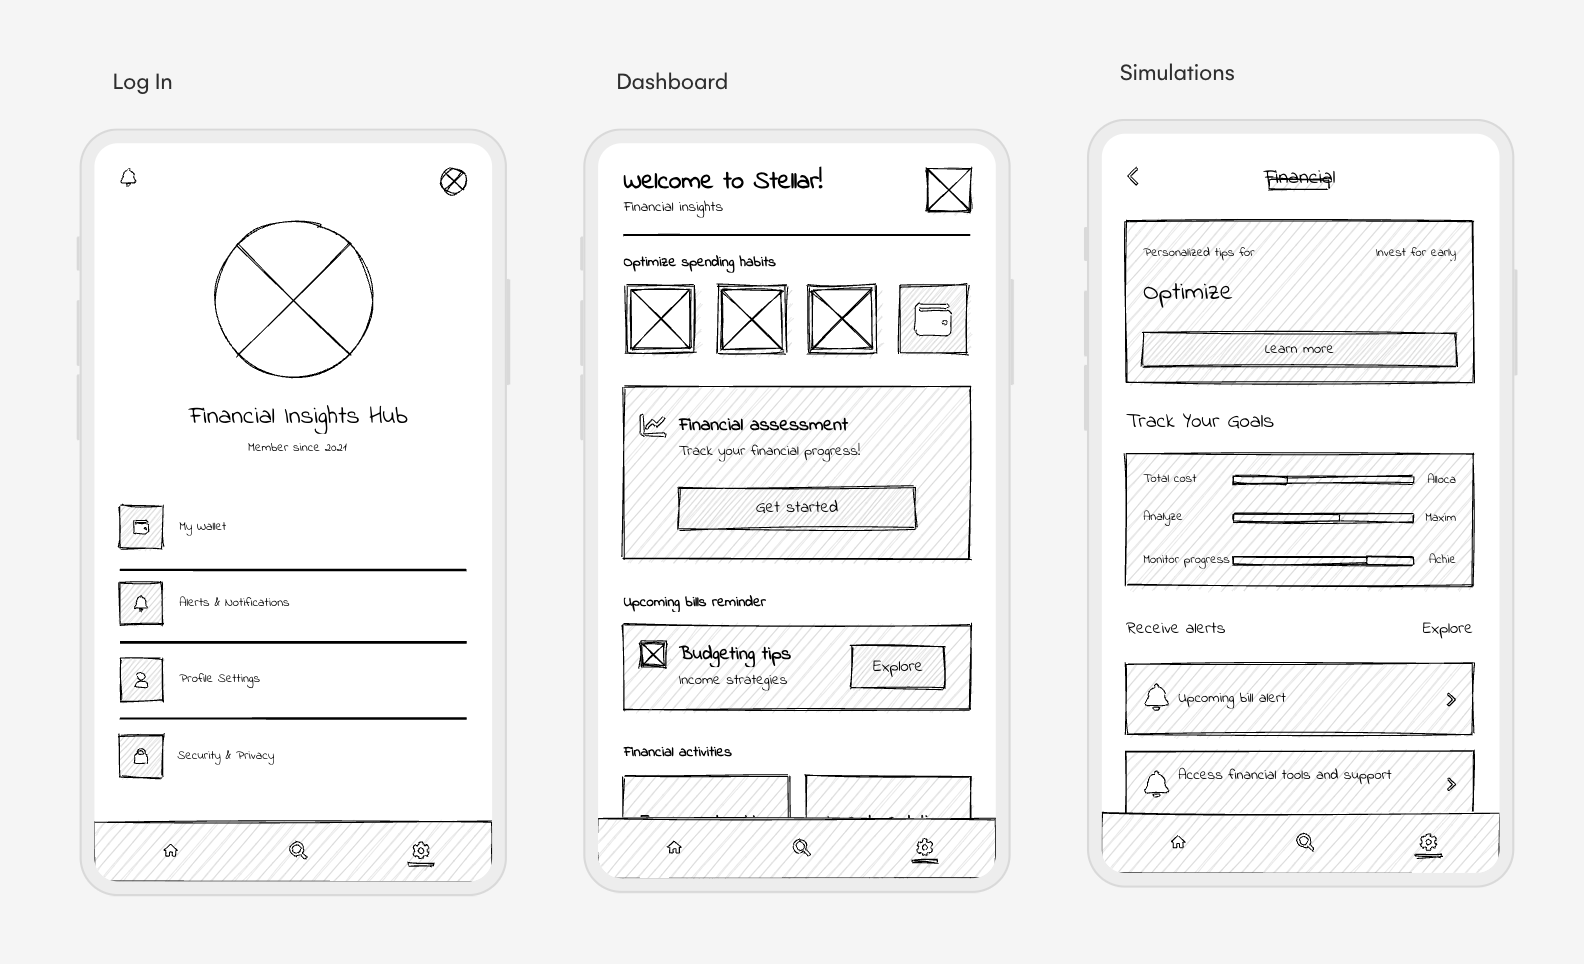 Log In
Financial Insights Hub
Member since 2021
My Wallet
Alerts & Notifications
Profile Settings
Security & Privacy
Dashboard
Welcome to Stellar!
Financial insights
Optimize spending habits
Financial assessment
Track your financial progress!
Get started
Upcoming bills reminder
Budgeting tips
Income strategies
Explore
Financial activities
Simulations
Financial
Personalized tips for
Invest for early
Optimize
Learn more
Track Your Goals
Total cost
Alloca
Analyze
Maxim
Monitor progress
Achie
Receive alerts
Explore
Upcoming bill alert
Access financial tools and support